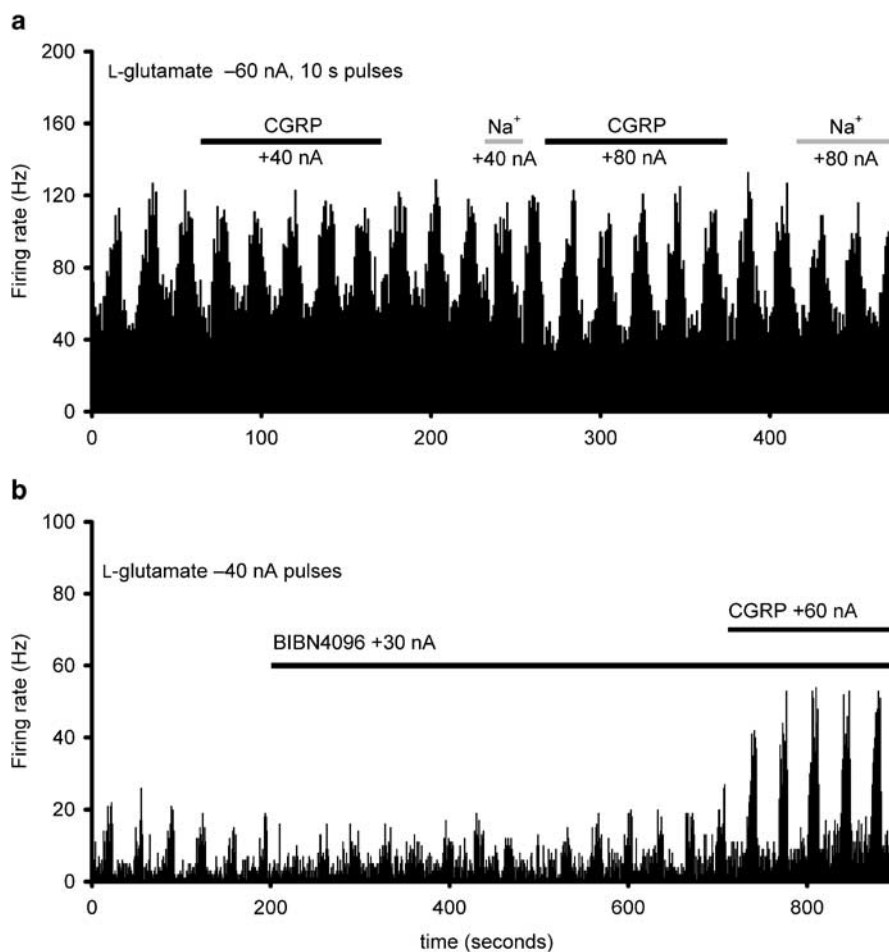 a
200
160
120
80
40
0
Firing rate (Hz)
L-glutamate –60 nA, 10 s pulses
CGRP
+40 nA
Na+
+40 nA
CGRP
+80 nA
Na+
+80 nA
0 100 200 300 400
b
100
80
60
40
20
0
Firing rate (Hz)
L-glutamate –40 nA pulses
CGRP +60 nA
BIBN4096 +30 nA
0 200 400 600 800
time (seconds)